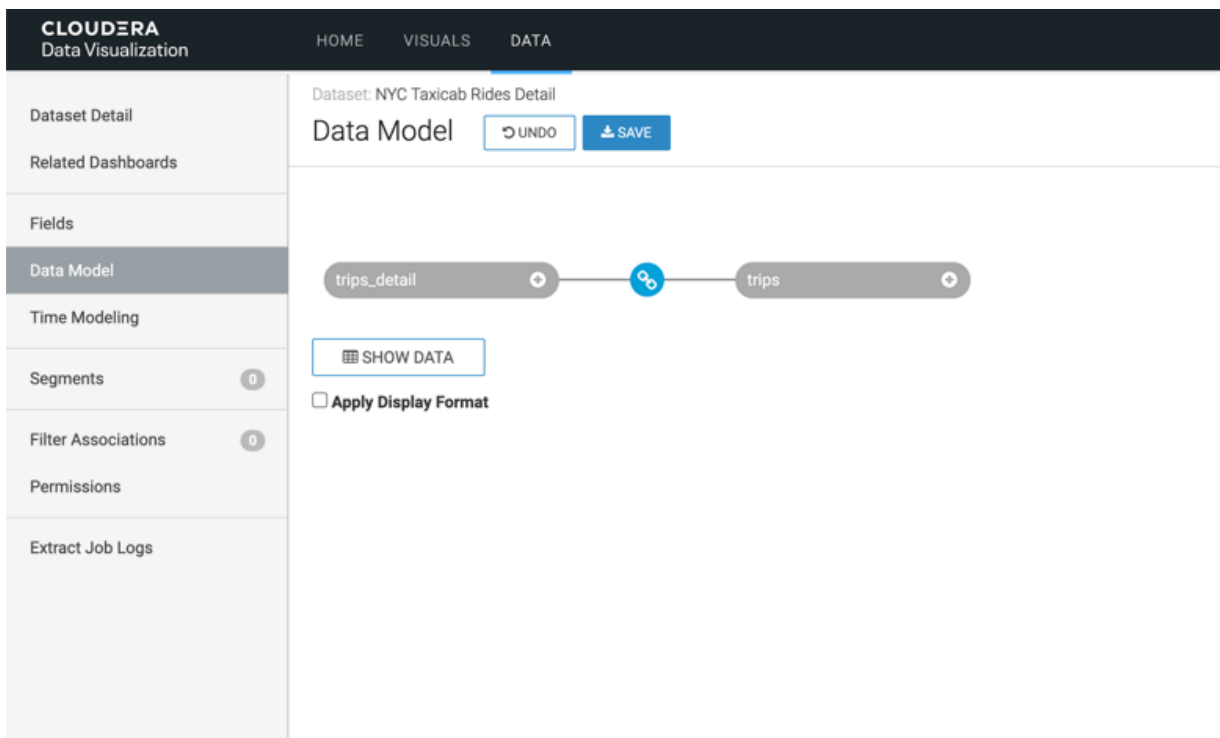 CLOUDERA
Data Visualization
HOME VISUALS DATA
Dataset Detail
Related Dashboards
Fields
Data Model
Time Modeling
Segments 0
Filter Associations 0
Permissions
Extract Job Logs
Dataset: NYC Taxicab Rides Detail
Data Model UNDO SAVE
trips_detail trips
SHOW DATA
Apply Display Format